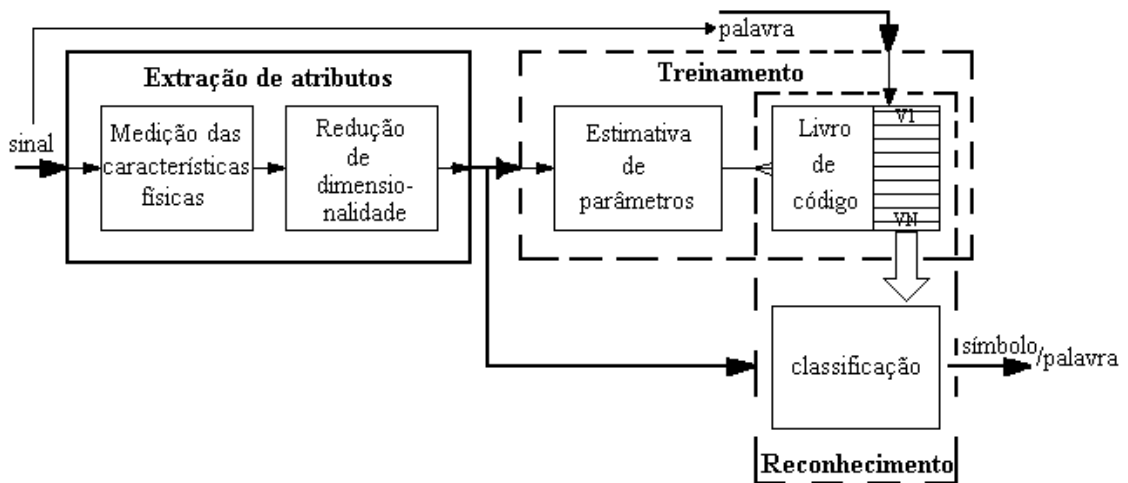 palavra
Treinamento
Extração de atributos
sinal
Medição das
características
físicas
Redução
de
dimensio-
nalidade
Estimativa
de
parâmetros
Livro
de
código
V1
VN
classificação
símbolo
/palavra
Reconhecimento